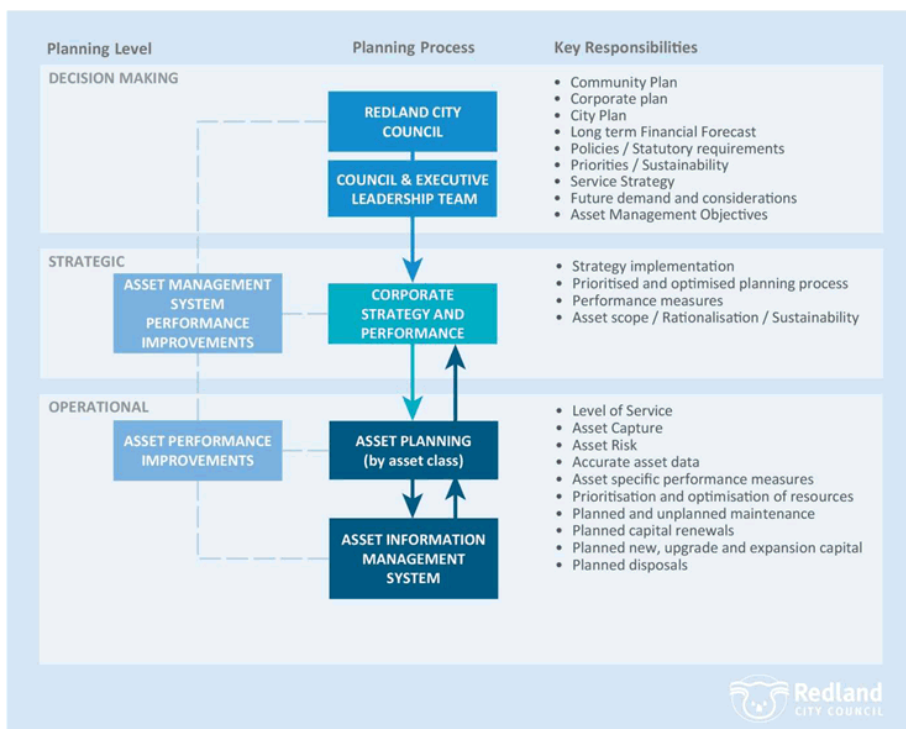 Planning Level
Planning Process
Key Responsibilities
DECISION MAKING
REDLAND CITY
COUNCIL
COUNCIL & EXECUTIVE
LEADERSHIP TEAM
• Community Plan
• Corporate plan
• City Plan
• Long term Financial Forecast
• Policies / Statutory requirements
• Priorities / Sustainability
• Service Strategy
• Future demand and considerations
• Asset Management Objectives
STRATEGIC
ASSET MANAGEMENT
SYSTEM
PERFORMANCE
IMPROVEMENTS
CORPORATE
STRATEGY AND
PERFORMANCE
• Strategy implementation
• Prioritised and optimised planning process
• Performance measures
• Asset scope / Rationalisation / Sustainability
OPERATIONAL
ASSET PERFORMANCE
IMPROVEMENTS
ASSET PLANNING
(by asset class)
ASSET INFORMATION
MANAGEMENT
SYSTEM
• Level of Service
• Asset Capture
• Asset Risk
• Accurate asset data
• Asset specific performance measures
• Prioritisation and optimisation of resources
• Planned and unplanned maintenance
• Planned capital renewals
• Planned new, upgrade and expansion capital
• Planned disposals
Redland
CITY COUNCIL